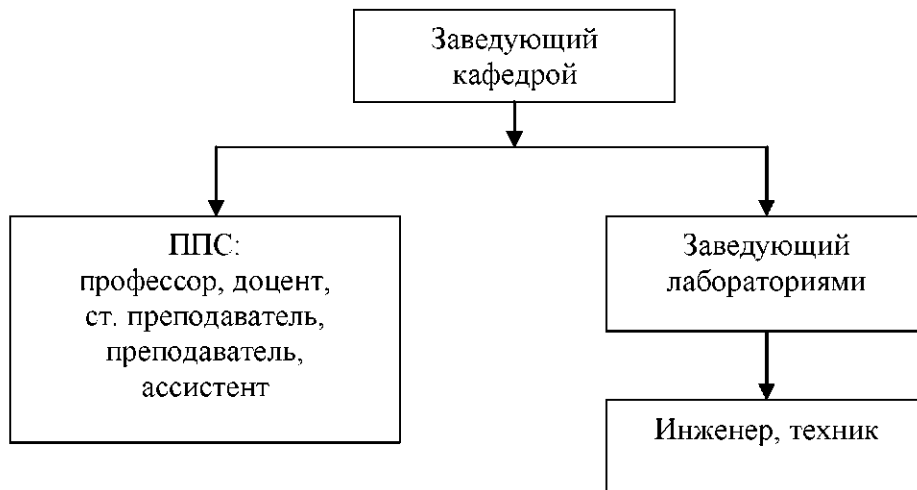 Заведующий
кафедрой
ППС:
профессор, доцент,
ст. преподаватель,
преподаватель,
ассистент
Заведующий
лабораториями
Инженер, техник